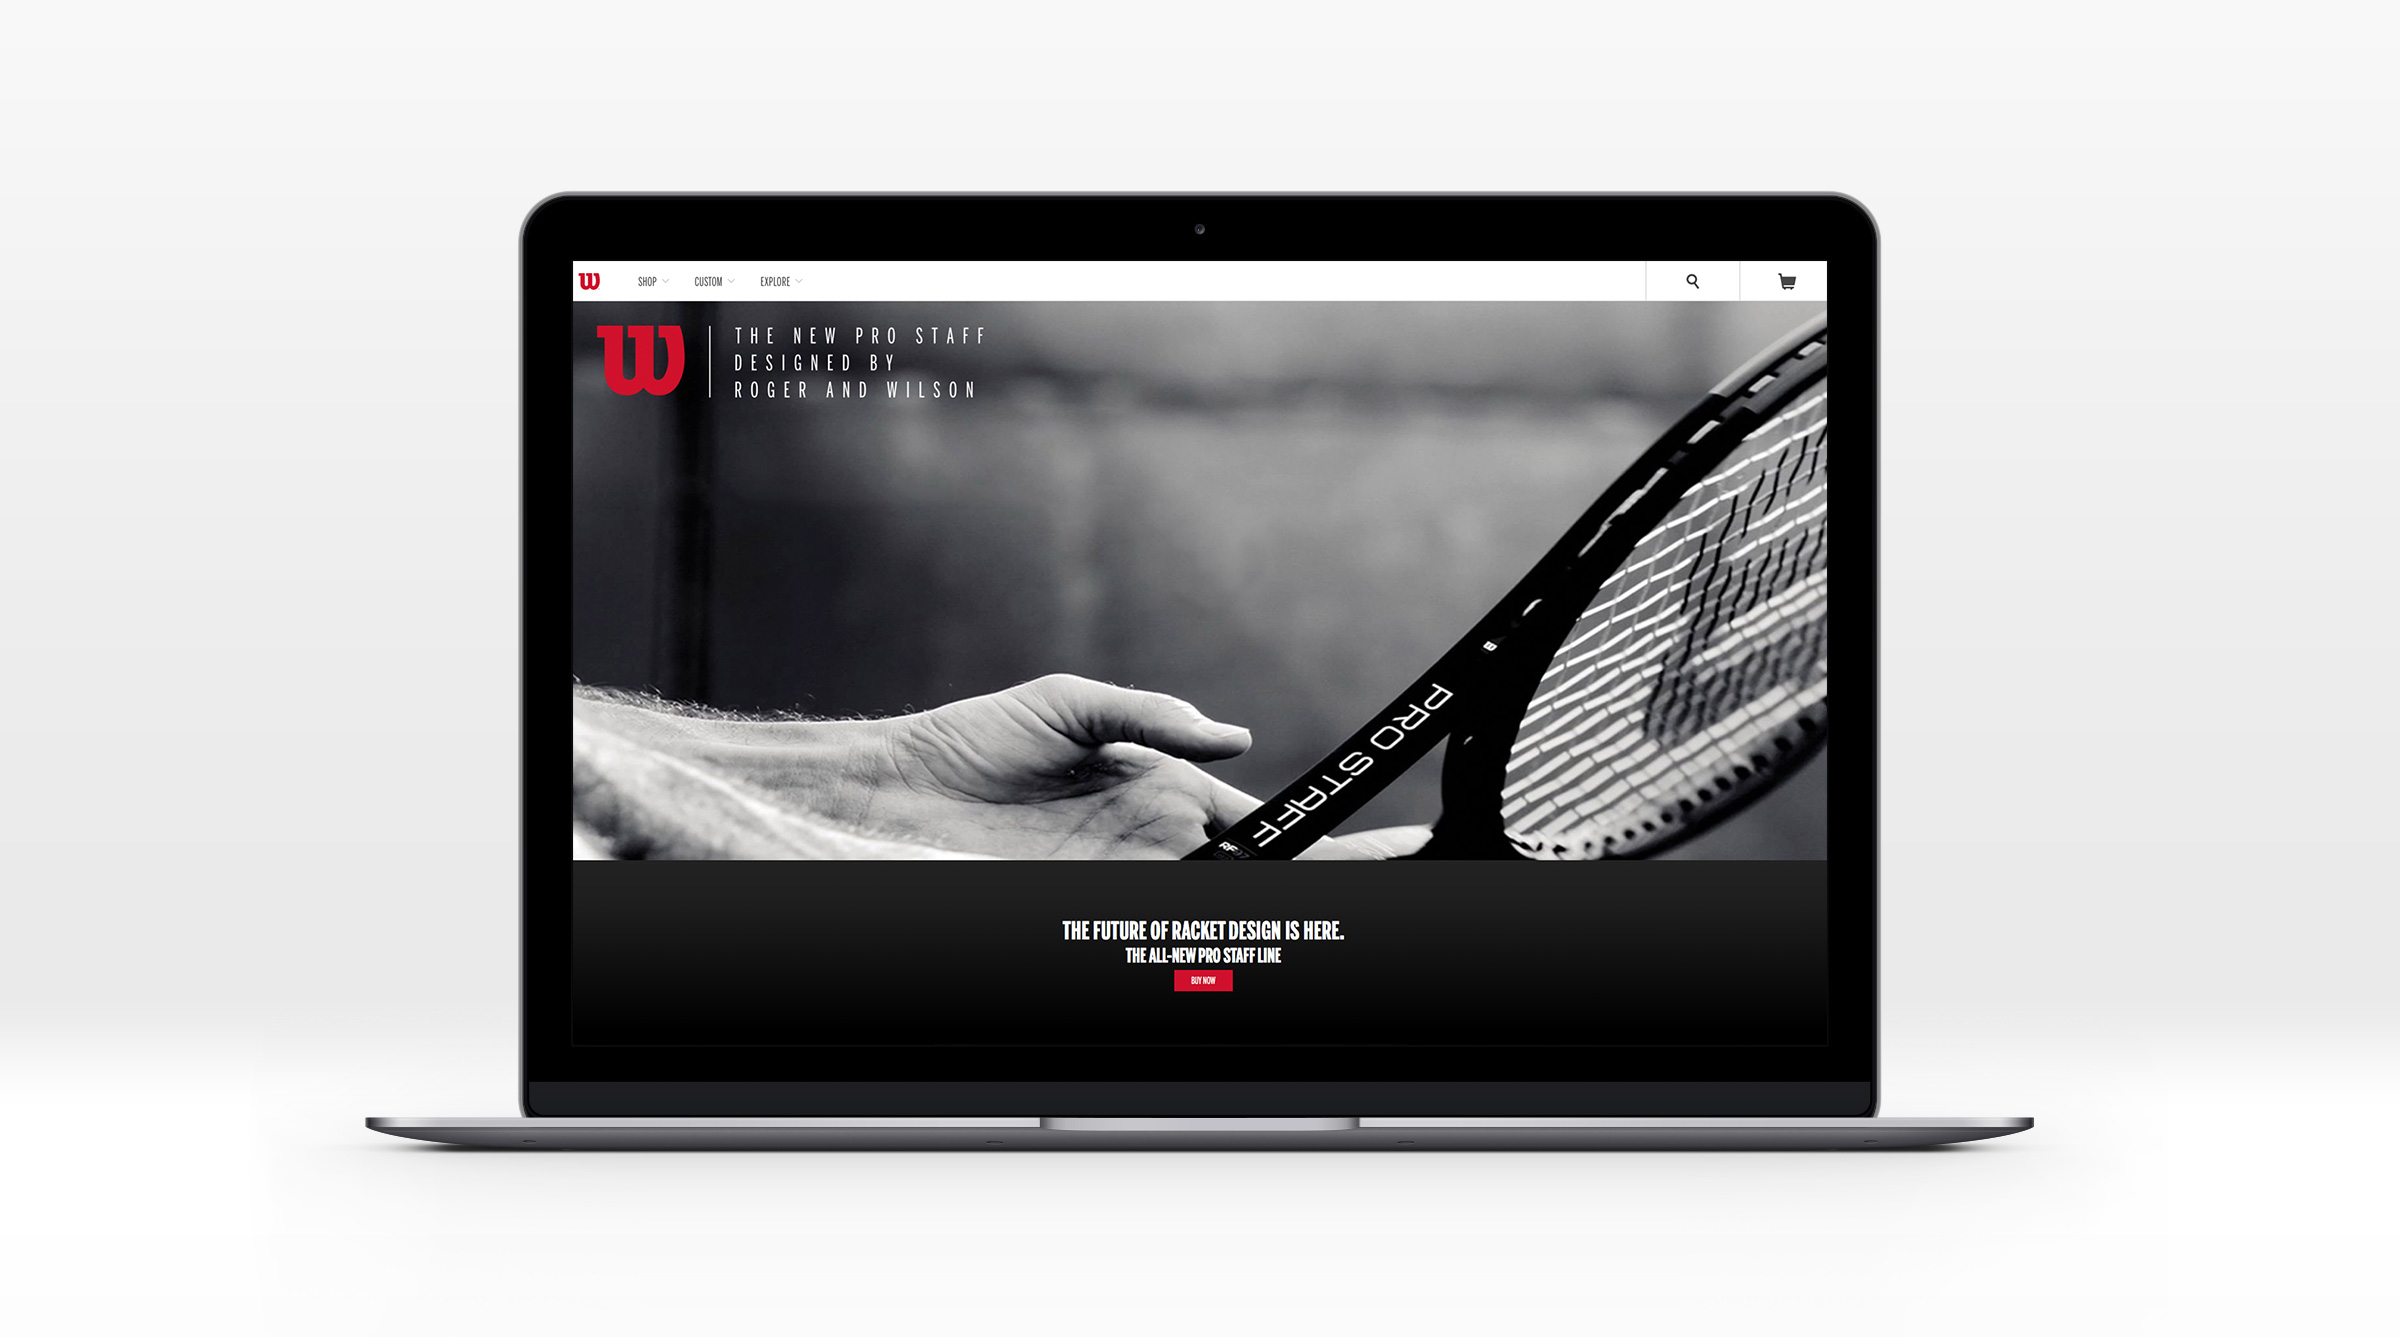 W
SHOP
CUSTOM
EXPLORE
W
THE NEW PRO STAFF
DESIGNED BY
ROGER AND WILSON
W
PRO STAFF
RF97
THE FUTURE OF RACKET DESIGN IS HERE.
THE ALL-NEW PRO STAFF LINE
BUY NOW